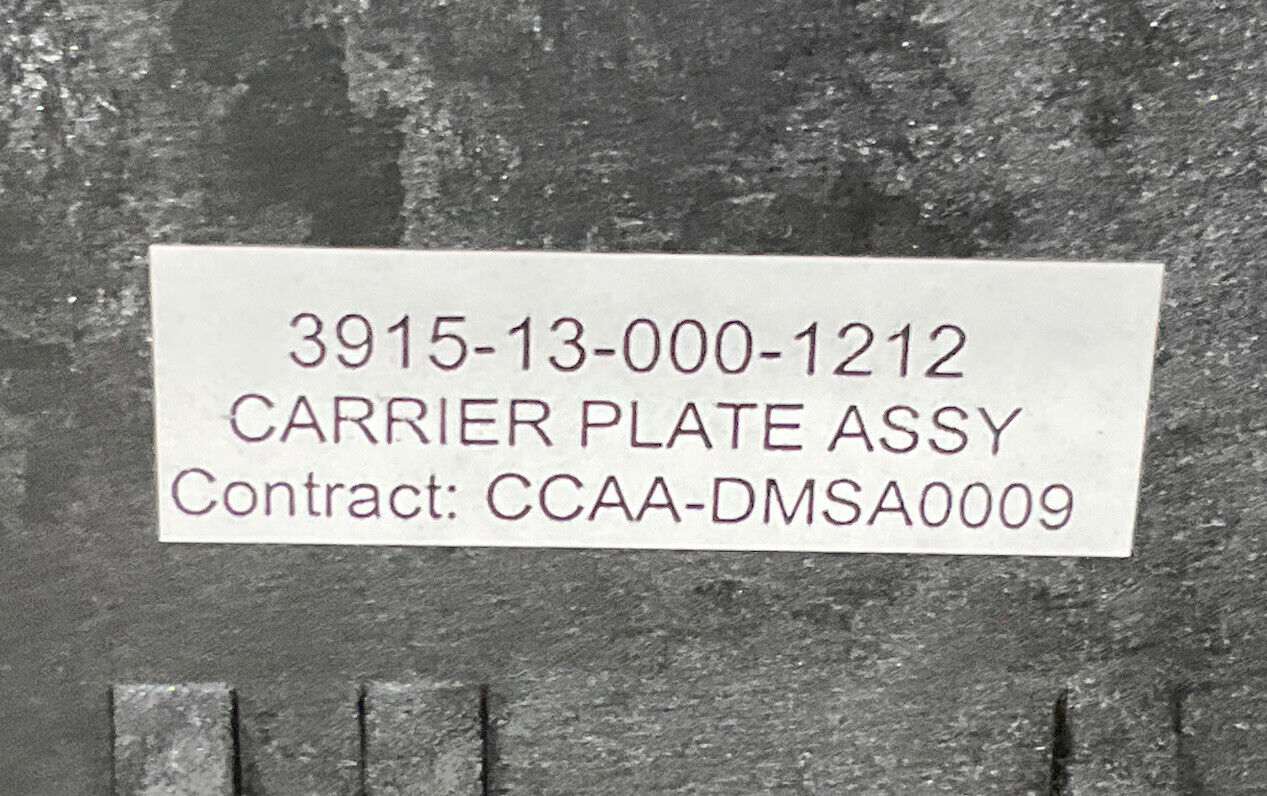 3915-13-000-1212
CARRIER PLATE ASSY
Contract: CCAA-DMSA0009